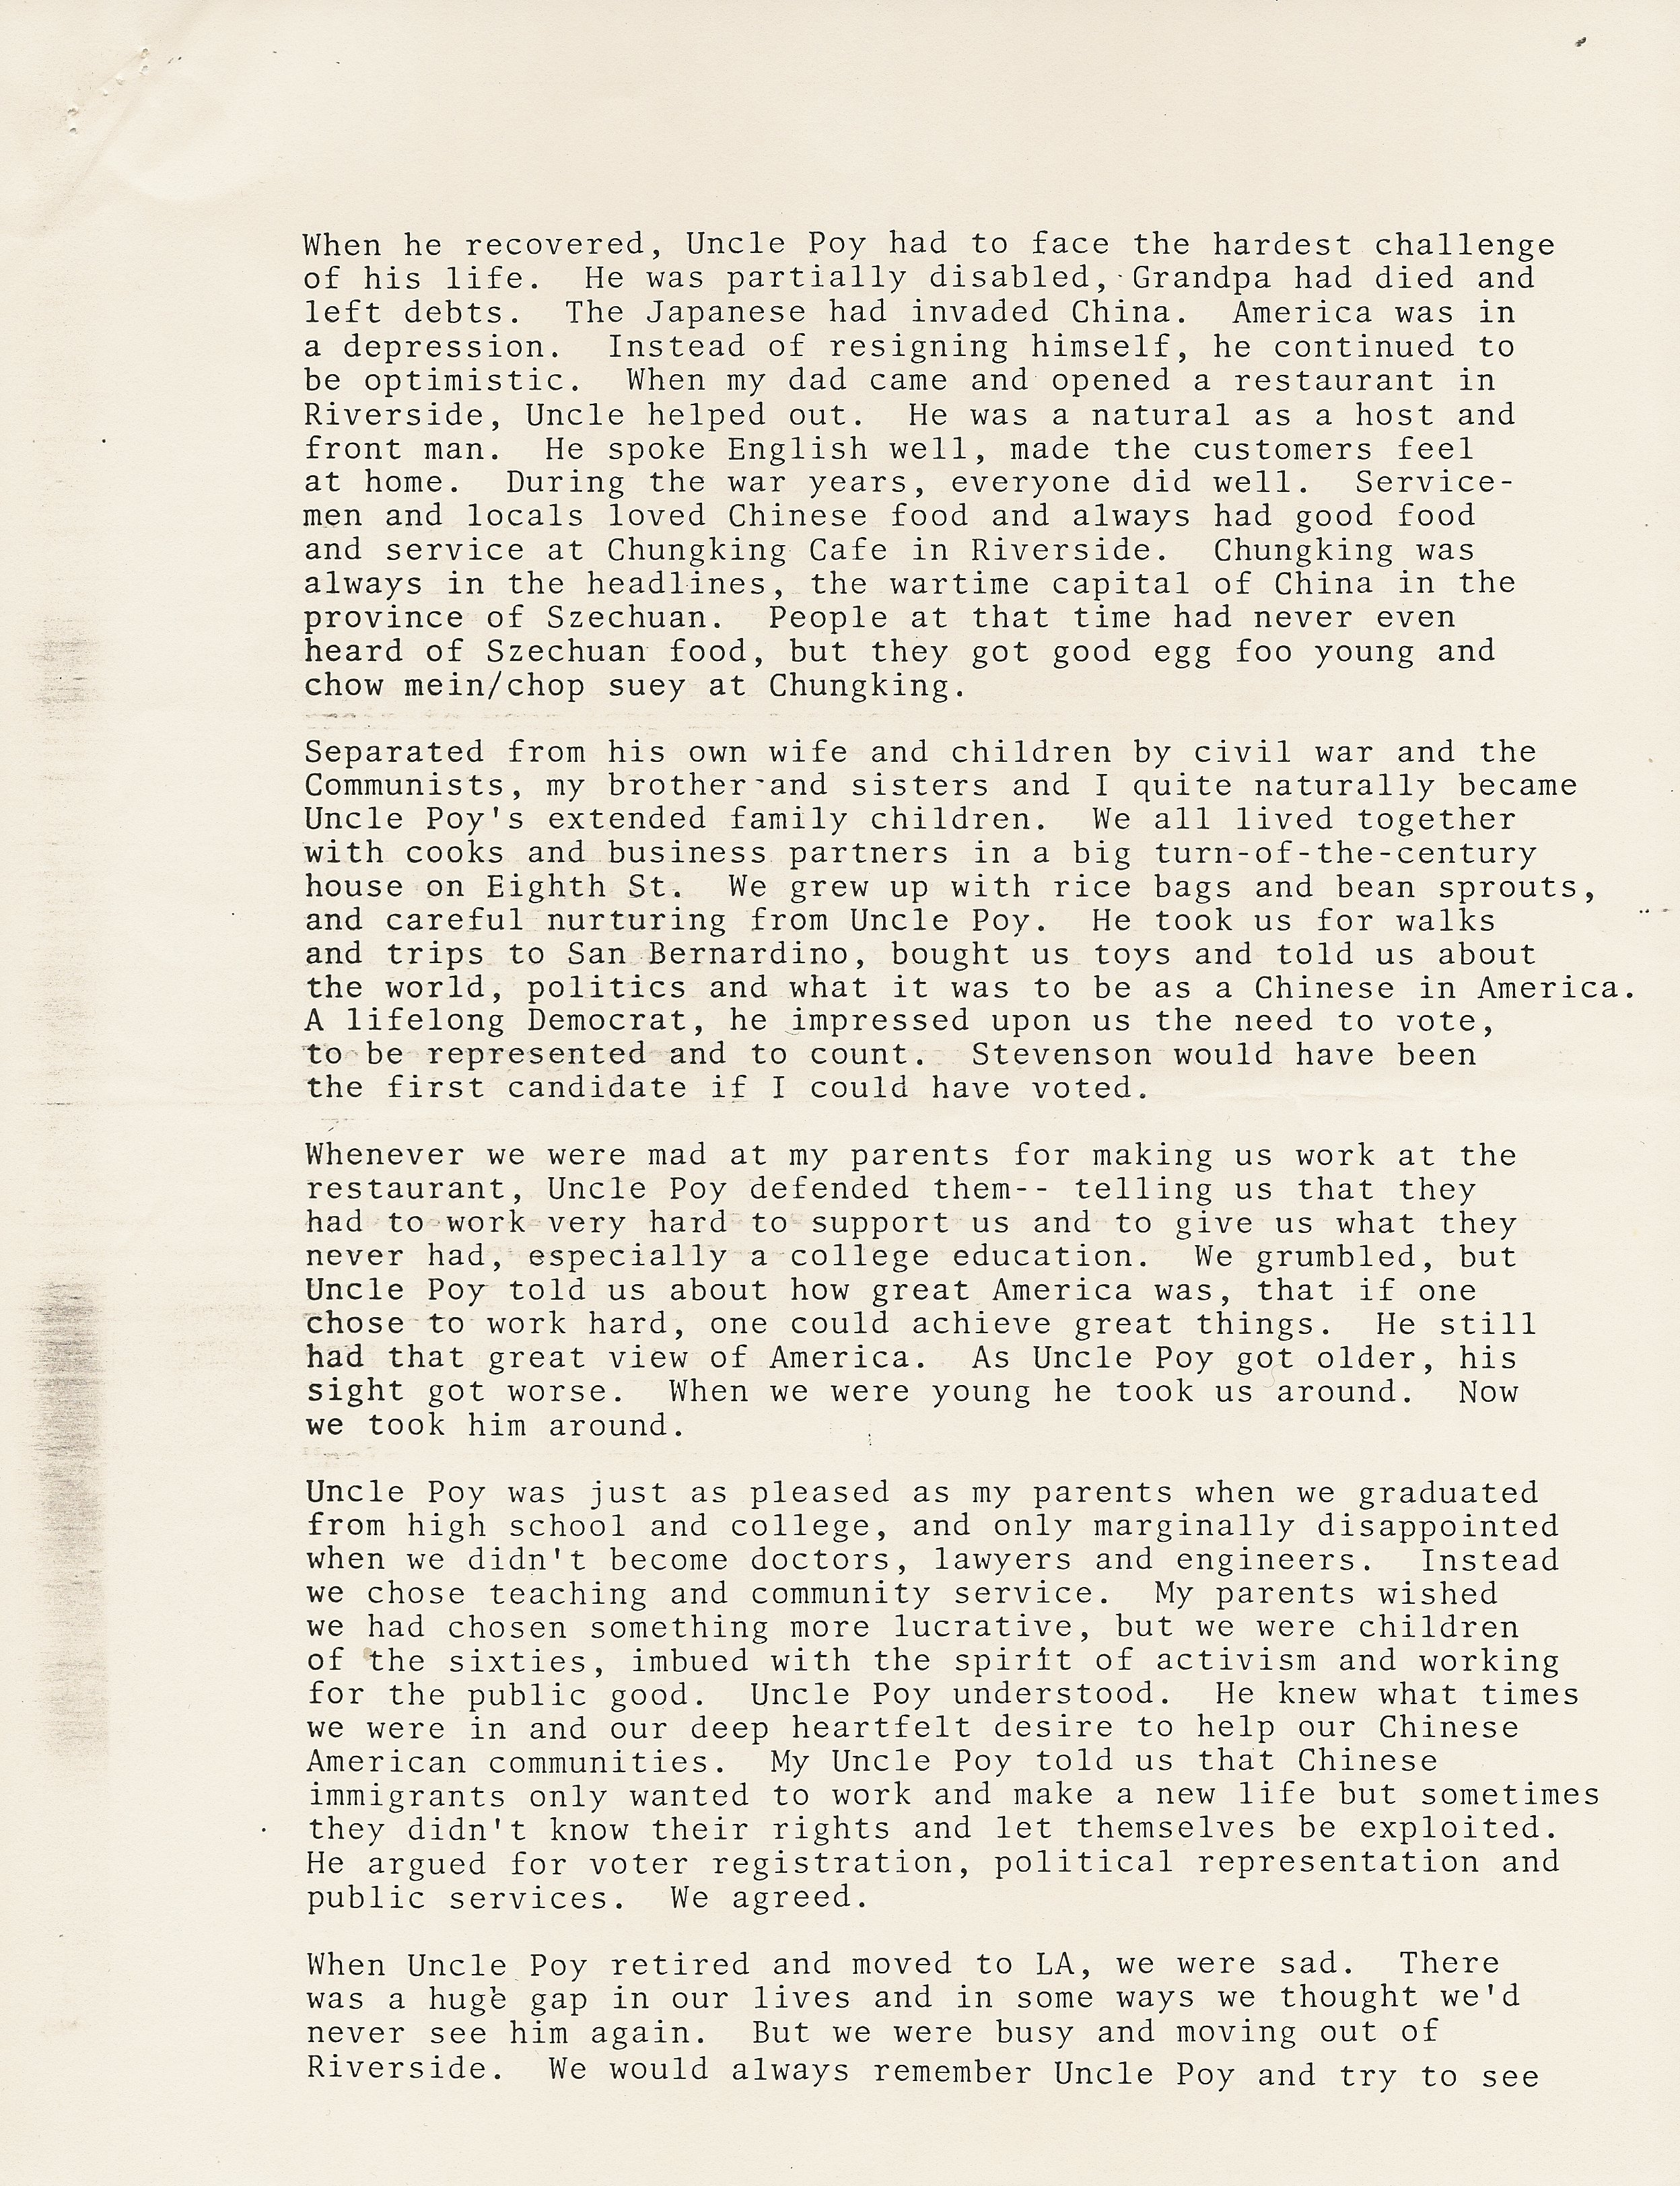 When he recovered, Uncle Poy had to face the hardest challenge
of his life.  He was partially disabled, Grandpa had died and
left debts.  The Japanese had invaded China.  America was in
a depression.  Instead of resigning himself, he continued to
be optimistic.  When my dad came and opened a restaurant in
Riverside, Uncle helped out.  He was a natural as a host and
front man.  He spoke English well, made the customers feel
at home.  During the war years, everyone did well.  Service-
men and locals loved Chinese food and always had good food
and service at Chungking Cafe in Riverside.  Chungking was
always in the headlines, the wartime capital of China in the
province of Szechuan.  People at that time had never even
heard of Szechuan food, but they got good egg foo young and
chow mein/chop suey at Chungking.

Separated from his own wife and children by civil war and the
Communists, my brother and sisters and I quite naturally became
Uncle Poy's extended family children.  We all lived together
with cooks and business partners in a big turn-of-the-century
house on Eighth St.  We grew up with rice bags and bean sprouts,
and careful nurturing from Uncle Poy.  He took us for walks
and trips to San Bernardino, bought us toys and told us about
the world, politics and what it was to be as a Chinese in America.
A lifelong Democrat, he impressed upon us the need to vote,
to be represented and to count.  Stevenson would have been
the first candidate if I could have voted.

Whenever we were mad at my parents for making us work at the
restaurant, Uncle Poy defended them-- telling us that they
had to work very hard to support us and to give us what they
never had, especially a college education.  We grumbled, but
Uncle Poy told us about how great America was, that if one
chose to work hard, one could achieve great things.  He still
had that great view of America.  As Uncle Poy got older, his
sight got worse.  When we were young he took us around.  Now
we took him around.

Uncle Poy was just as pleased as my parents when we graduated
from high school and college, and only marginally disappointed
when we didn't become doctors, lawyers and engineers.  Instead
we chose teaching and community service.  My parents wished
we had chosen something more lucrative, but we were children
of the sixties, imbued with the spirit of activism and working
for the public good.  Uncle Poy understood.  He knew what times
we were in and our deep heartfelt desire to help our Chinese
American communities.  My Uncle Poy told us that Chinese
immigrants only wanted to work and make a new life but sometimes
they didn't know their rights and let themselves be exploited.
He argued for voter registration, political representation and
public services.  We agreed.

When Uncle Poy retired and moved to LA, we were sad.  There
was a huge gap in our lives and in some ways we thought we'd
never see him again.  But we were busy and moving out of
Riverside.  We would always remember Uncle Poy and try to see